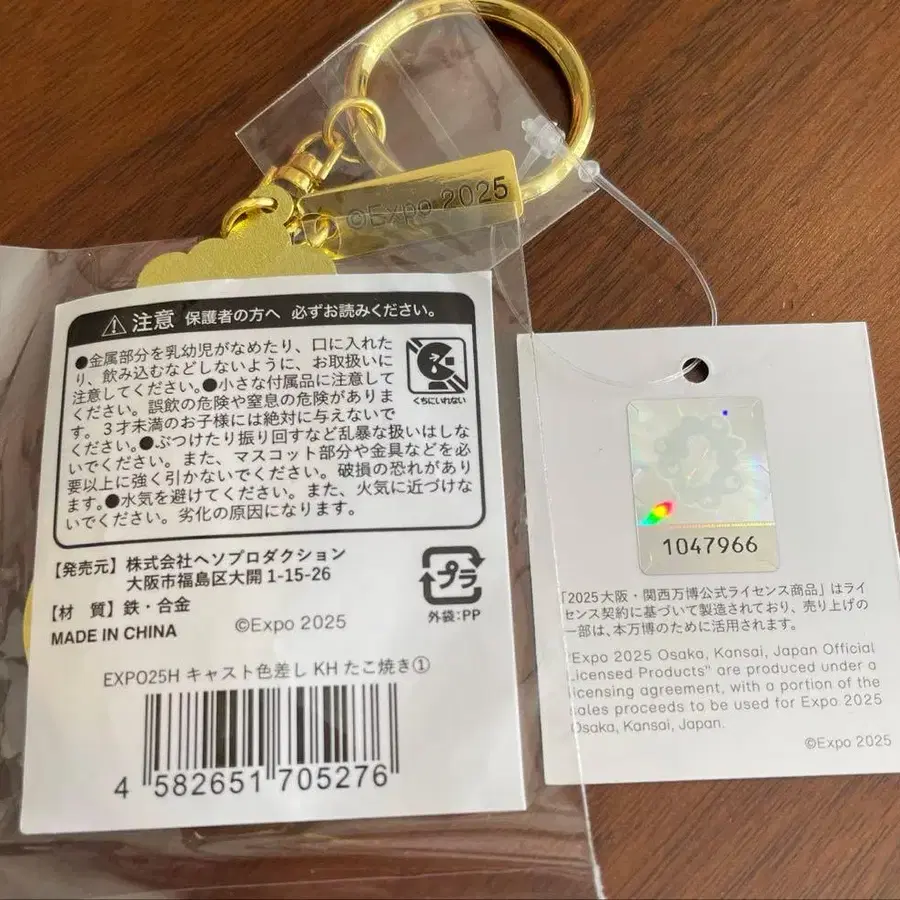 ©Expo 2025
注意 保護者の方へ 必ずお読みください。
●金属部分を乳幼児がなめたり、口に入れた
り、飲み込むなどしないように、お取扱いに
注意してください。●小さな付属品に注意して
ください。誤飲の危険や窒息の危険がありま
す。3才未満のお子様には絶対に与えないで
ください。●ぶつけたり振り回すなど乱暴な扱いはしな
いでください。また、マスコット部分や金具などを必
要以上に強く引かないでください。破損の恐れがあり
ます。●水気を避けてください。また、火気に近づけな
いでください。劣化の原因になります。
くちにいれない
【発売元】株式会社ヘソプロダクション
大阪市福島区大開 1-15-26
【材 質】鉄・合金
MADE IN CHINA
©Expo 2025
プラ
外袋:PP
EXPO25H キャスト色差し KH たこ焼き①
4 582651 705276
1047966
「2025大阪・関西万博公式ライセンス商品」はライ
センス契約に基づいて製造されており、売り上げの
一部は、本万博のために活用されます。
"Expo 2025 Osaka, Kansai, Japan Official
Licensed Products" are produced under a
licensing agreement, with a portion of the
sales proceeds to be used for Expo 2025
Osaka, Kansai, Japan.
©Expo 2025